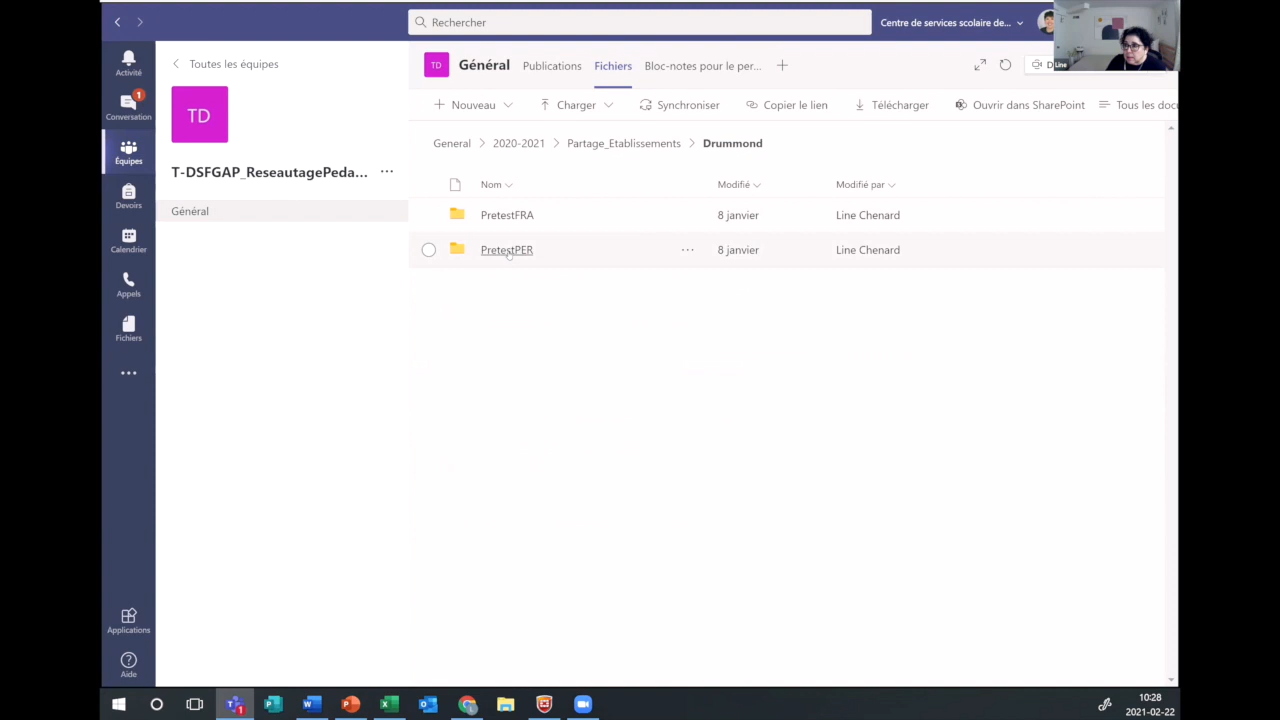 Rechercher
Centre de services scolaire de...
Line
Activité
1
Conversation
Équipes
Devoirs
Calendrier
Appels
Fichiers
Applications
Aide
Toutes les équipes
TD
T-DSFGAP_ReseautagePeda...
Général
TD Général Publications Fichiers Bloc-notes pour le per...
Nouveau Charger Synchroniser Copier le lien Télécharger Ouvrir dans SharePoint Tous les docu
General > 2020-2021 > Partage_Etablissements > Drummond
Nom Modifié Modifié par
PretestFRA 8 janvier Line Chenard
PretestPER 8 janvier Line Chenard
10:28
2021-02-22